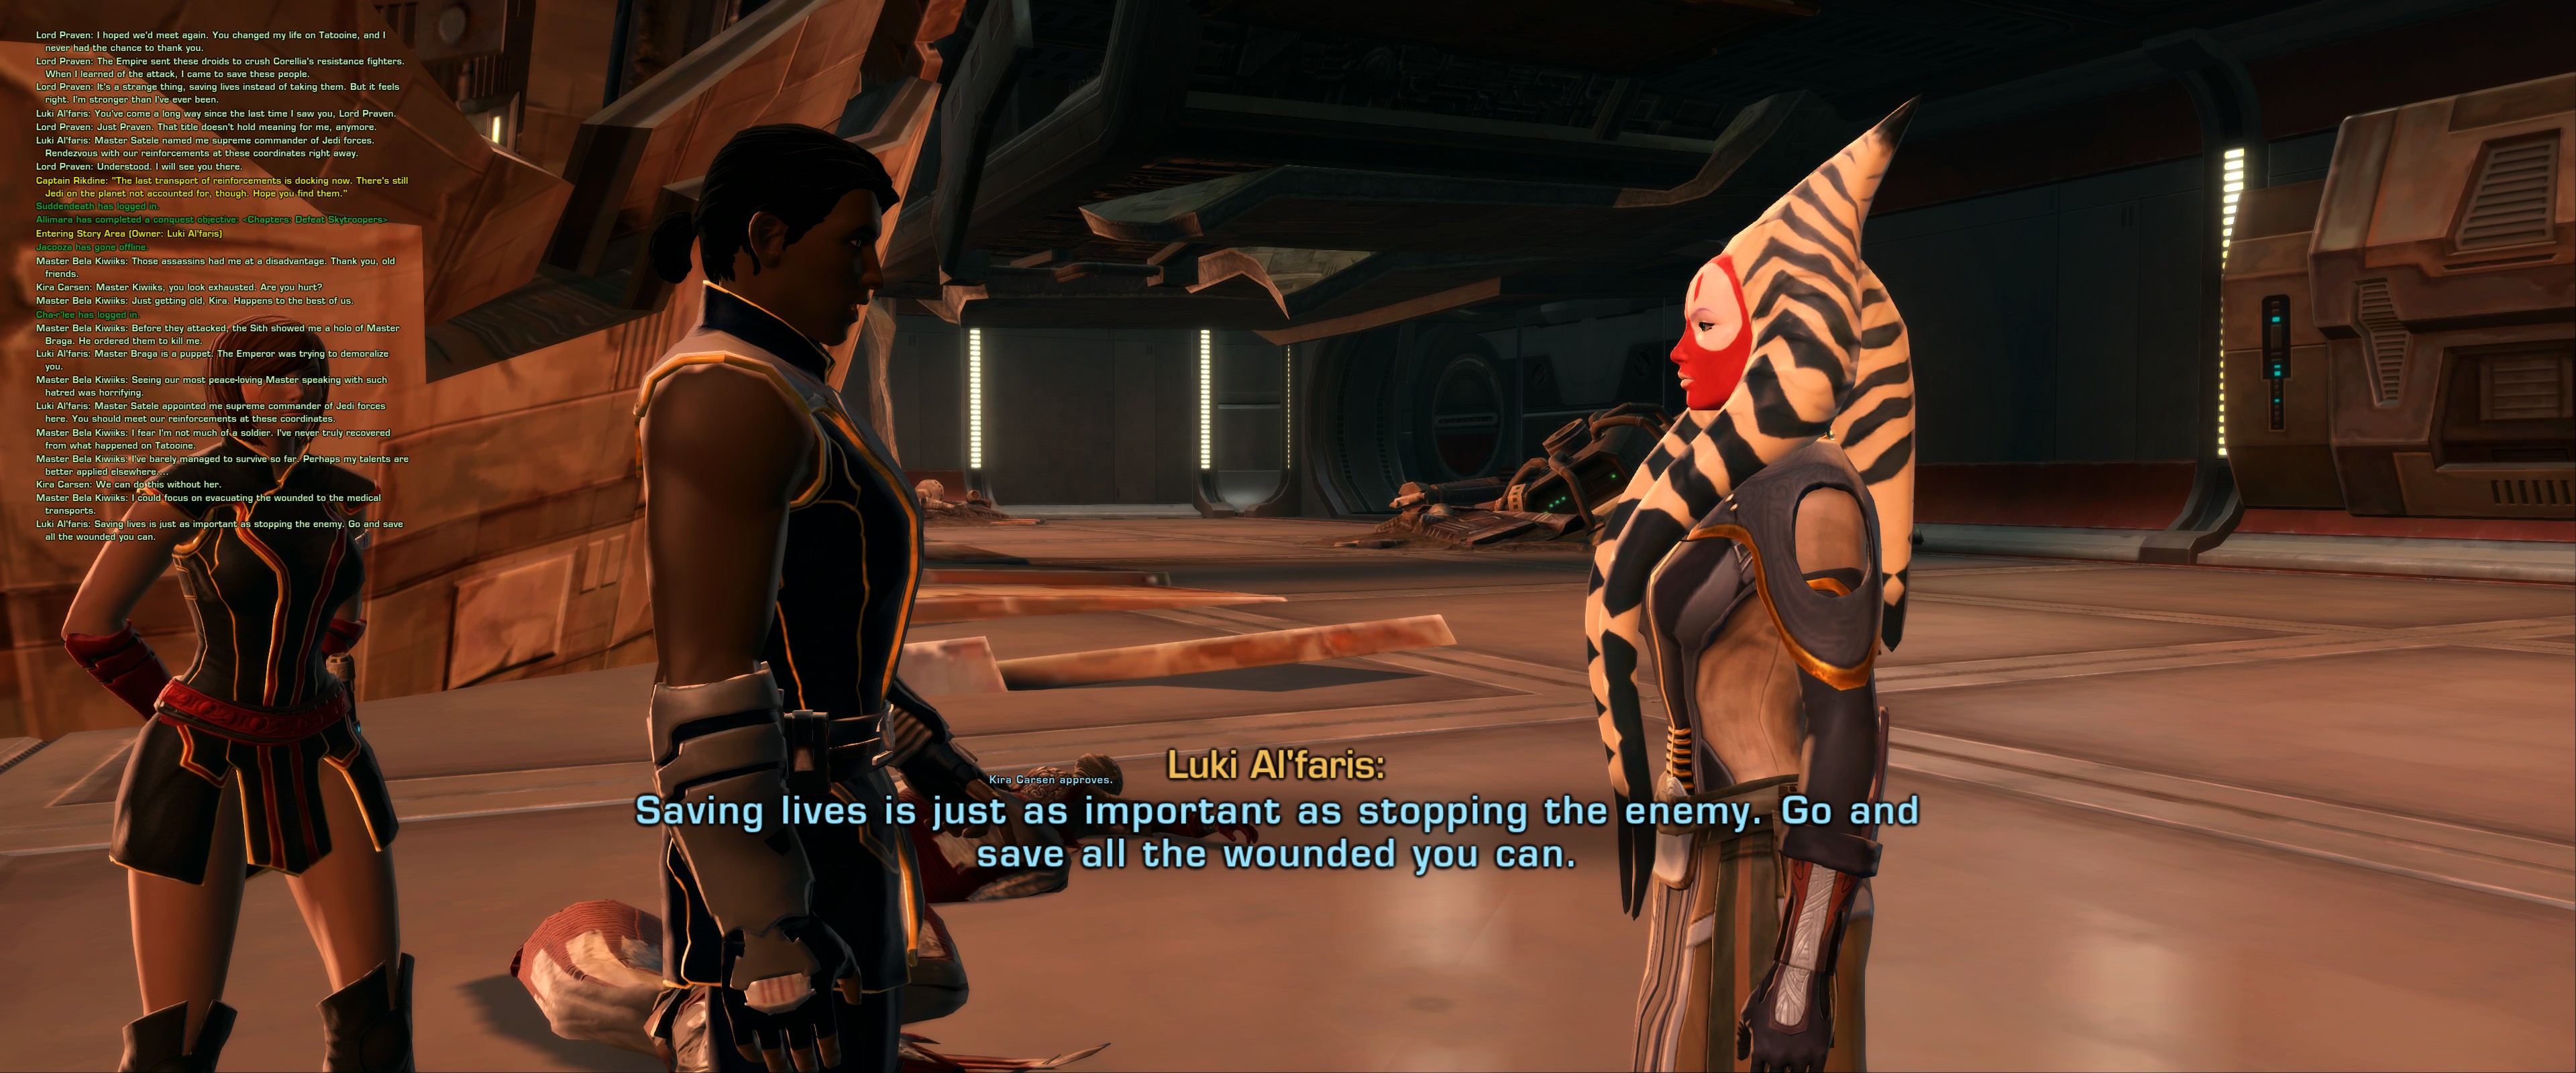 Lord Praven: I hoped we'd meet again. You changed my life on Tatooine, and I
never had the chance to thank you.
Lord Praven: The Empire sent these droids to crush Corellia's resistance fighters.
When I learned of the attack, I came to save these people.
Lord Praven: It's a strange thing, saving lives instead of taking them. But it feels
right. I'm stronger than I've ever been.
Luki Al'faris: You've come a long way since the last time I saw you, Lord Praven.
Lord Praven: Just Praven. That title doesn't hold meaning for me, anymore.
Luki Al'faris: Master Satele named me supreme commander of Jedi forces.
Rendezvous with our reinforcements at these coordinates right away.
Lord Praven: Understood. I will see you there.
Captain Rikdine: "The last transport of reinforcements is docking now. There's still
Jedi on the planet not accounted for, though. Hope you find them."
Suddendeath has logged in.
Allimara has completed a conquest objective: <Chapters: Defeat Skytroopers>
Entering Story Area (Owner: Luki Al'faris)
Jacooza has gone offline.
Master Bela Kiwiiks: Those assassins had me at a disadvantage. Thank you, old
friends.
Kira Carsen: Master Kiwiiks, you look exhausted. Are you hurt?
Master Bela Kiwiiks: Just getting old, Kira. Happens to the best of us.
Cha-r'lee has logged in.
Master Bela Kiwiiks: Before they attacked, the Sith showed me a holo of Master
Braga. He ordered them to kill me.
Luki Al'faris: Master Braga is a puppet. The Emperor was trying to demoralize
you.
Master Bela Kiwiiks: Seeing our most peace-loving Master speaking with such
hatred was horrifying.
Luki Al'faris: Master Satele appointed me supreme commander of Jedi forces
here. You should meet our reinforcements at these coordinates.
Master Bela Kiwiiks: I fear I'm not much of a soldier. I've never truly recovered
from what happened on Tatooine.
Master Bela Kiwiiks: I've barely managed to survive so far. Perhaps my talents are
better applied elsewhere ...
Kira Carsen: We can do this without her.
Master Bela Kiwiiks: I could focus on evacuating the wounded to the medical
transports.
Luki Al'faris: Saving lives is just as important as stopping the enemy. Go and save
all the wounded you can.
Kira Carsen approves.
Luki Al'faris:
Saving lives is just as important as stopping the enemy. Go and
save all the wounded you can.